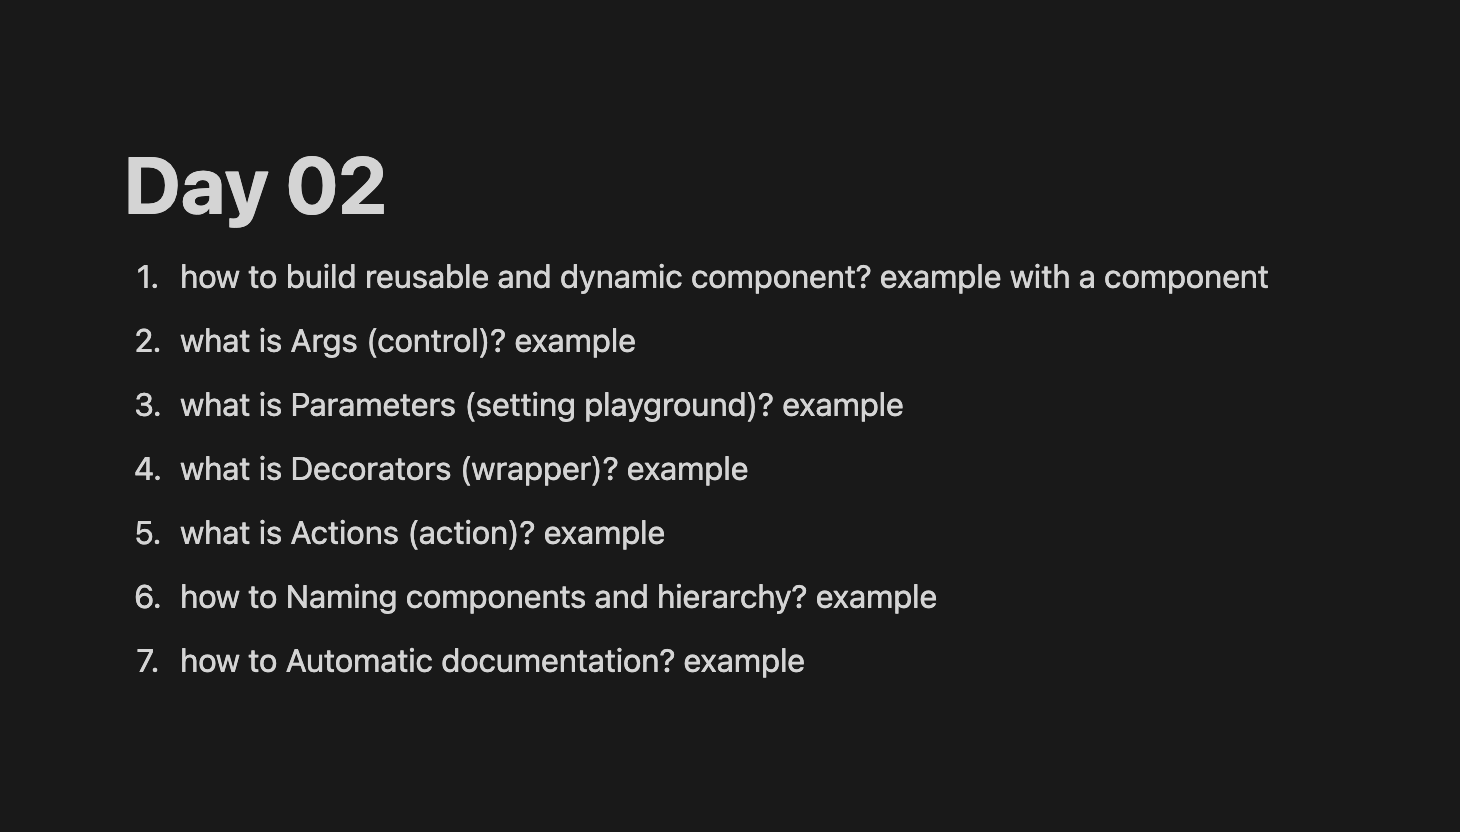 Day 02
1. how to build reusable and dynamic component? example with a component
2. what is Args (control)? example
3. what is Parameters (setting playground)? example
4. what is Decorators (wrapper)? example
5. what is Actions (action)? example
6. how to Naming components and hierarchy? example
7. how to Automatic documentation? example